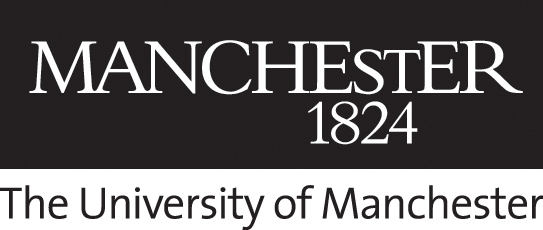 MANCHESTER
1824
The University of Manchester